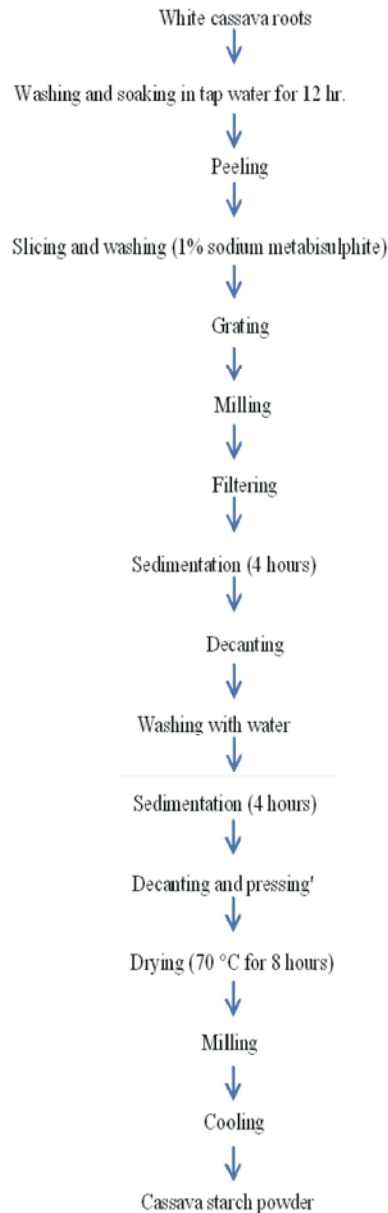 White cassava roots
Washing and soaking in tap water for 12 hr.
Peeling
Slicing and washing (1% sodium metabisulphite)
Grating
Milling
Filtering
Sedimentation (4 hours)
Decanting
Washing with water
Sedimentation (4 hours)
Decanting and pressing'
Drying (70 °C for 8 hours)
Milling
Cooling
Cassava starch powder